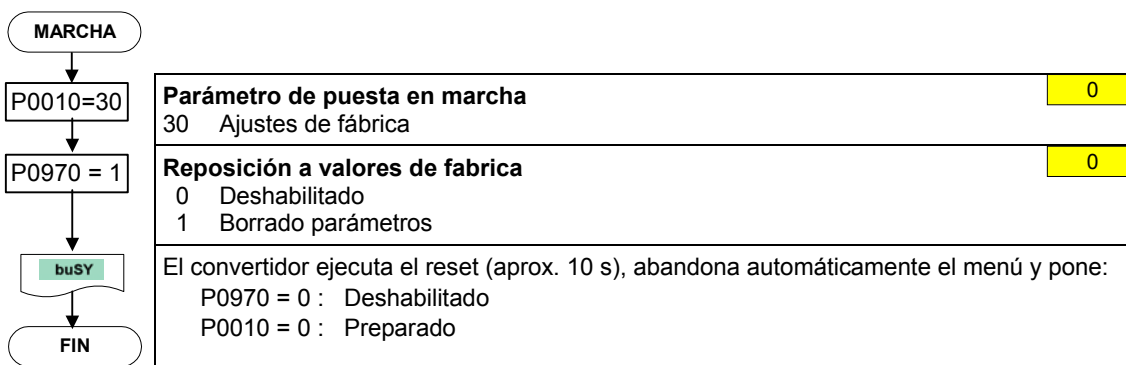 MARCHA
P0010=30
Parámetro de puesta en marcha 0
30 Ajustes de fábrica
P0970 = 1
Reposición a valores de fabrica 0
0 Deshabilitado
1 Borrado parámetros
buSY
El convertidor ejecuta el reset (aprox. 10 s), abandona automáticamente el menú y pone:
P0970 = 0 : Deshabilitado
P0010 = 0 : Preparado
FIN